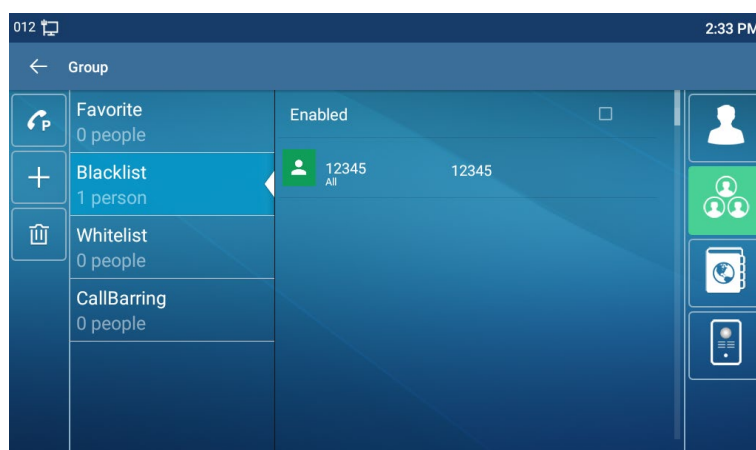 012
2:33 PM
Group
P
Favorite
0 people
Blacklist
1 person
Whitelist
0 people
CallBarring
0 people
Enabled
12345 12345
All